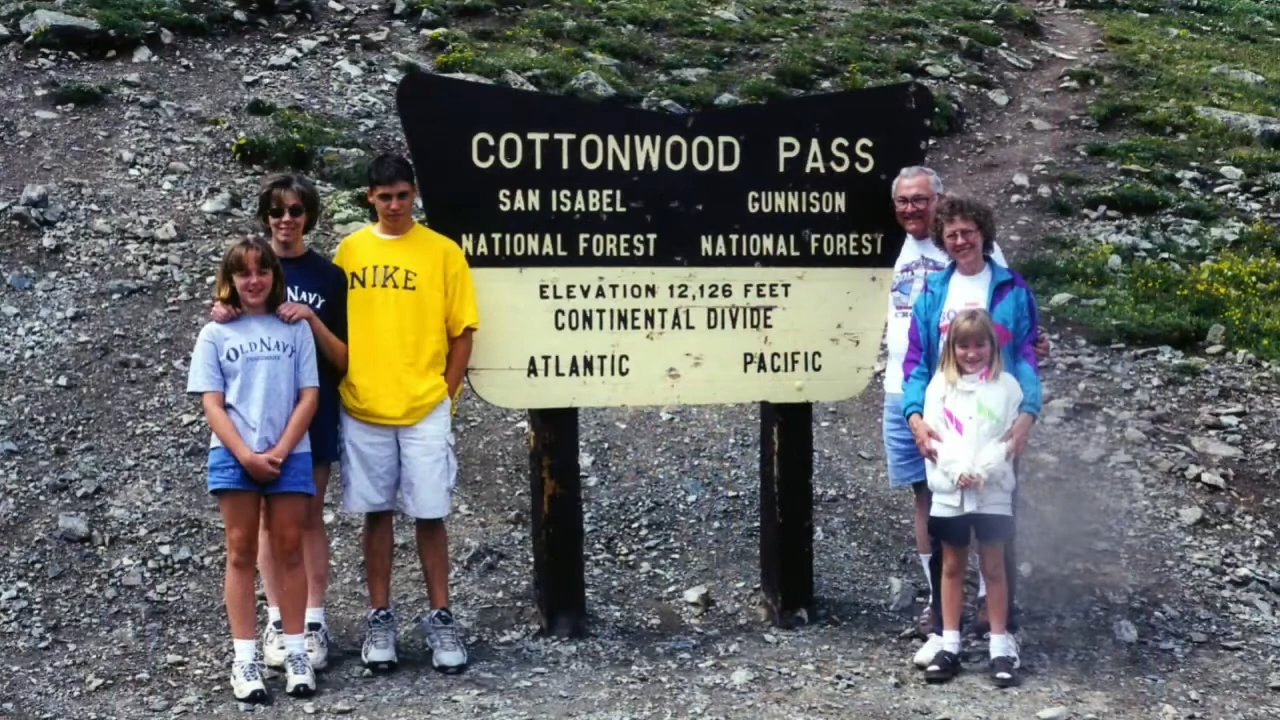 COTTONWOOD PASS
SAN ISABEL GUNNISON
NATIONAL FOREST NATIONAL FOREST
ELEVATION 12,126 FEET
CONTINENTAL DIVIDE
ATLANTIC PACIFIC
NAVY
NIKE
OLD NAVY